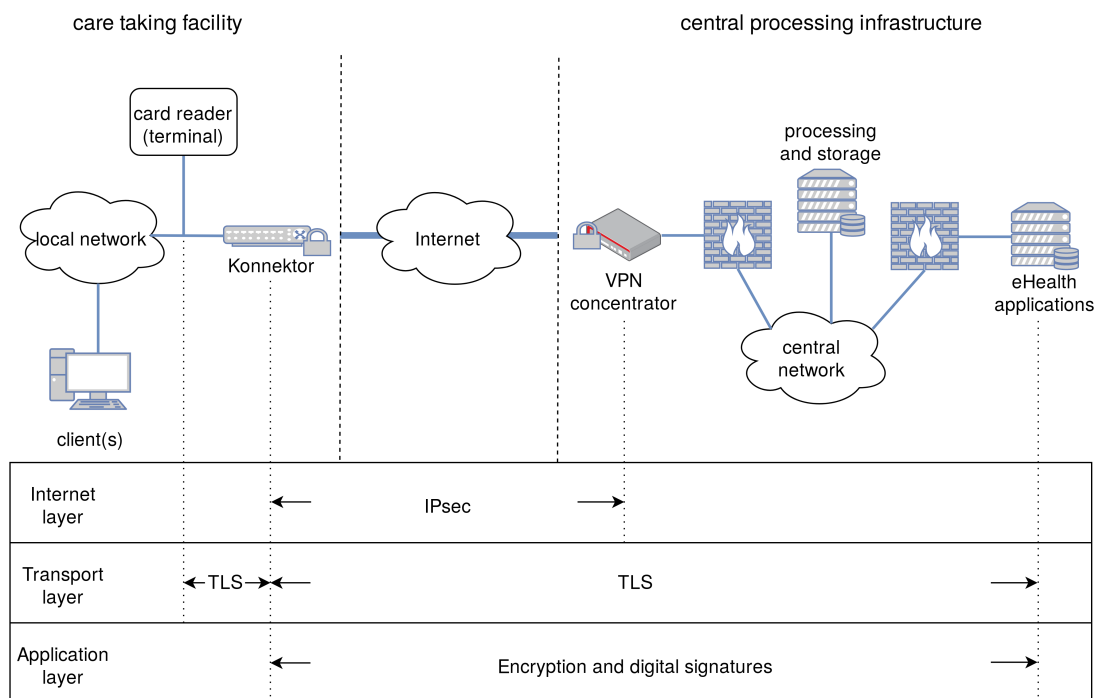 care taking facility
central processing infrastructure
card reader
(terminal)
processing
and storage
local network
Konnektor
Internet
VPN
concentrator
eHealth
applications
central
network
client(s)
Internet
layer
IPsec
Transport
layer
TLS
TLS
Application
layer
Encryption and digital signatures